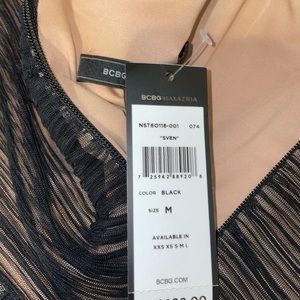 BCBG
BCBGMAXAZRIA
NST60118-001 074
"SVEN"
7 25942 88920 8
COLOR BLACK
SIZE M
AVAILABLE IN
XXS XS S M L
BCBG.COM